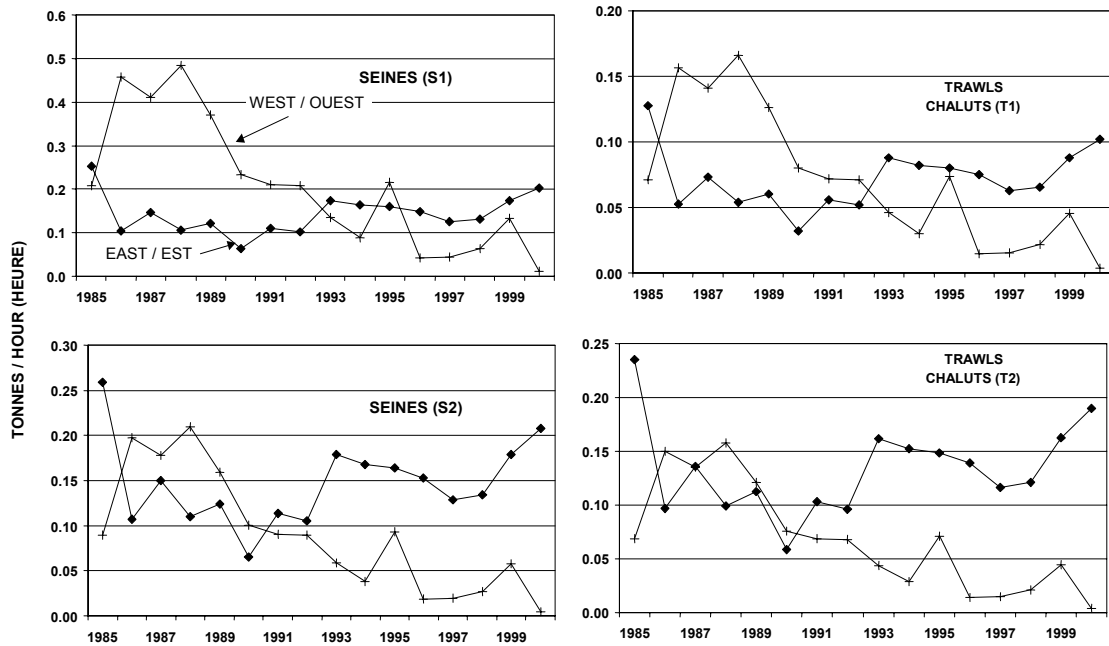 TONNES / HOUR (HEURE)
0.6
0.5
0.4
0.3
0.2
0.1
0.0
SEINES (S1)
WEST / OUEST
EAST / EST
1985 1987 1989 1991 1993 1995 1997 1999
0.20
0.15
0.10
0.05
0.00
TRAWLS
CHALUTS (T1)
1985 1987 1989 1991 1993 1995 1997 1999
0.30
0.25
0.20
0.15
0.10
0.05
0.00
SEINES (S2)
1985 1987 1989 1991 1993 1995 1997 1999
0.25
0.20
0.15
0.10
0.05
0.00
TRAWLS
CHALUTS (T2)
1985 1987 1989 1991 1993 1995 1997 1999